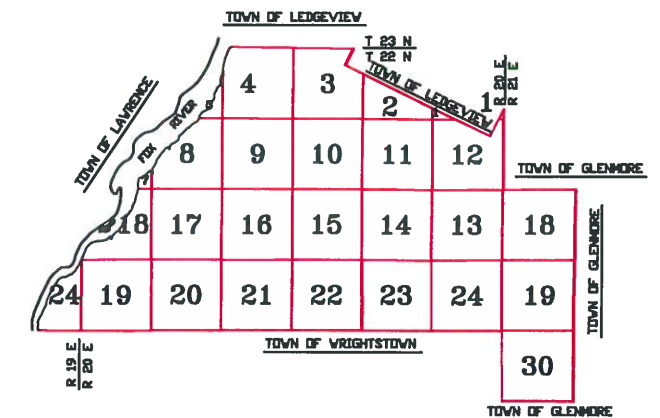 TOWN OF LEDGEVIEW
T 23 N
T 22 N
TOWN OF LEDGEVIEW
R 20 E
R 21 E
TOWN OF LAWRENCE
FOX RIVER
4 3 2 1
8 9 10 11 12
TOWN OF GLENMORE
18 17 16 15 14 13 18
TOWN OF GLENMORE
24 19 20 21 22 23 24 19
R 19 E
R 20 E
TOWN OF WRIGHTSTOWN
30
TOWN OF GLENMORE